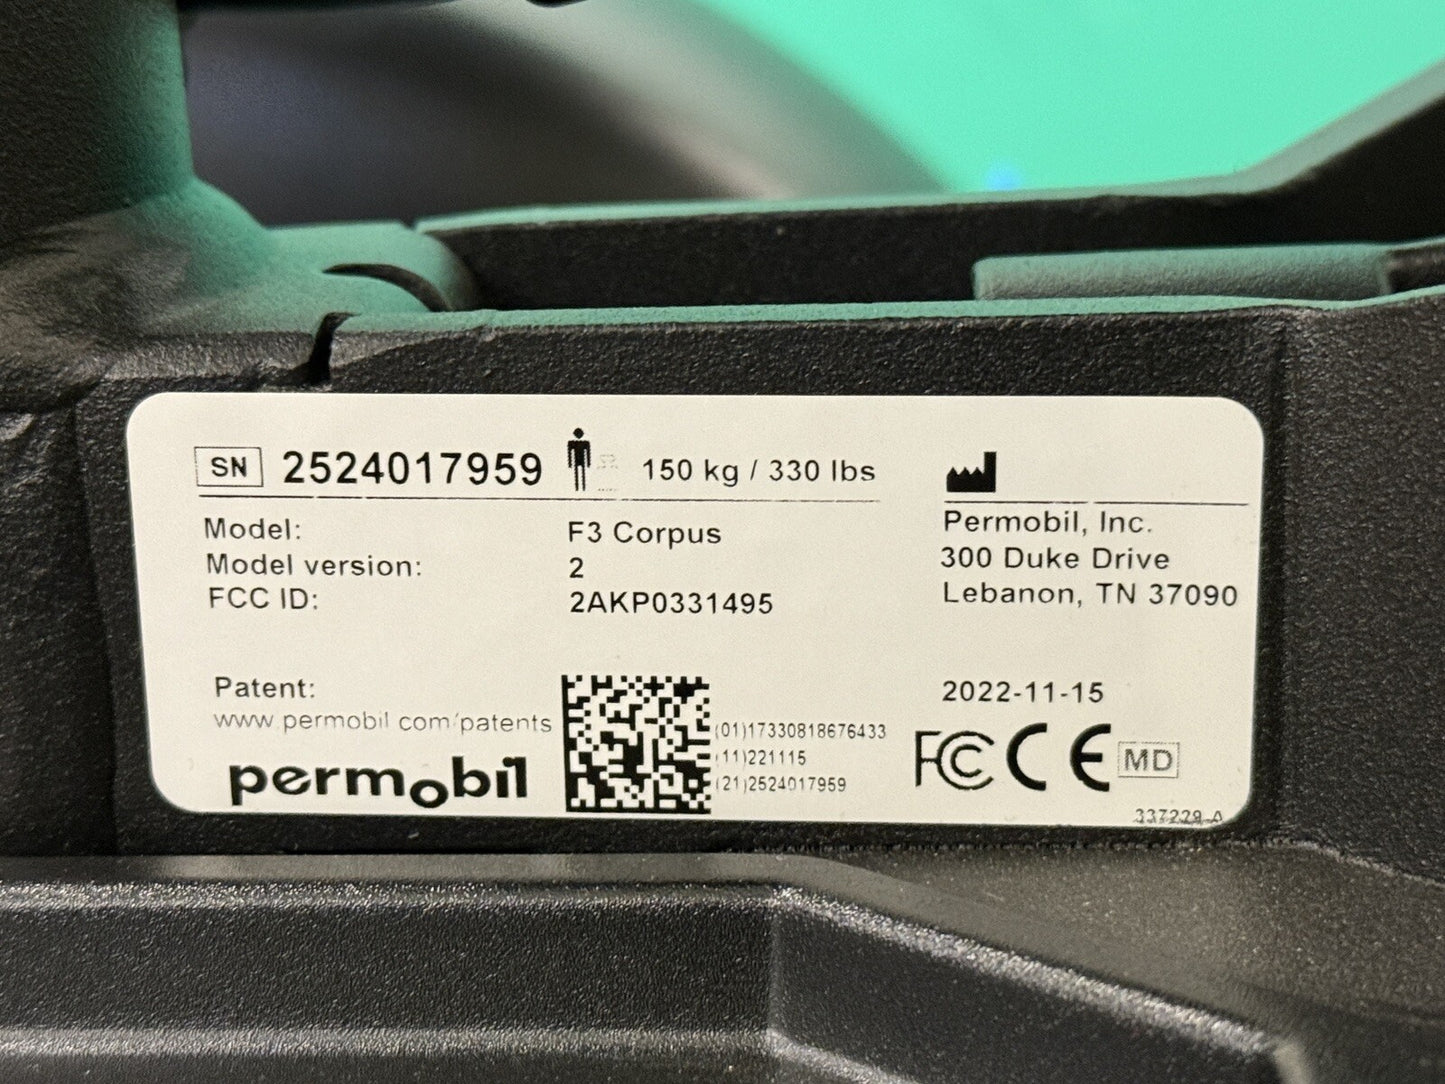 SN 2524017959 150 kg / 330 lbs
Model: F3 Corpus
Model version: 2
FCC ID: 2AKP0331495
Permobil, Inc.
300 Duke Drive
Lebanon, TN 37090
Patent:
www.permobil.com/patents
permobil
(01)17330818676433
(11)221115
(21)2524017959
2022-11-15
FC CE MD
337229-A